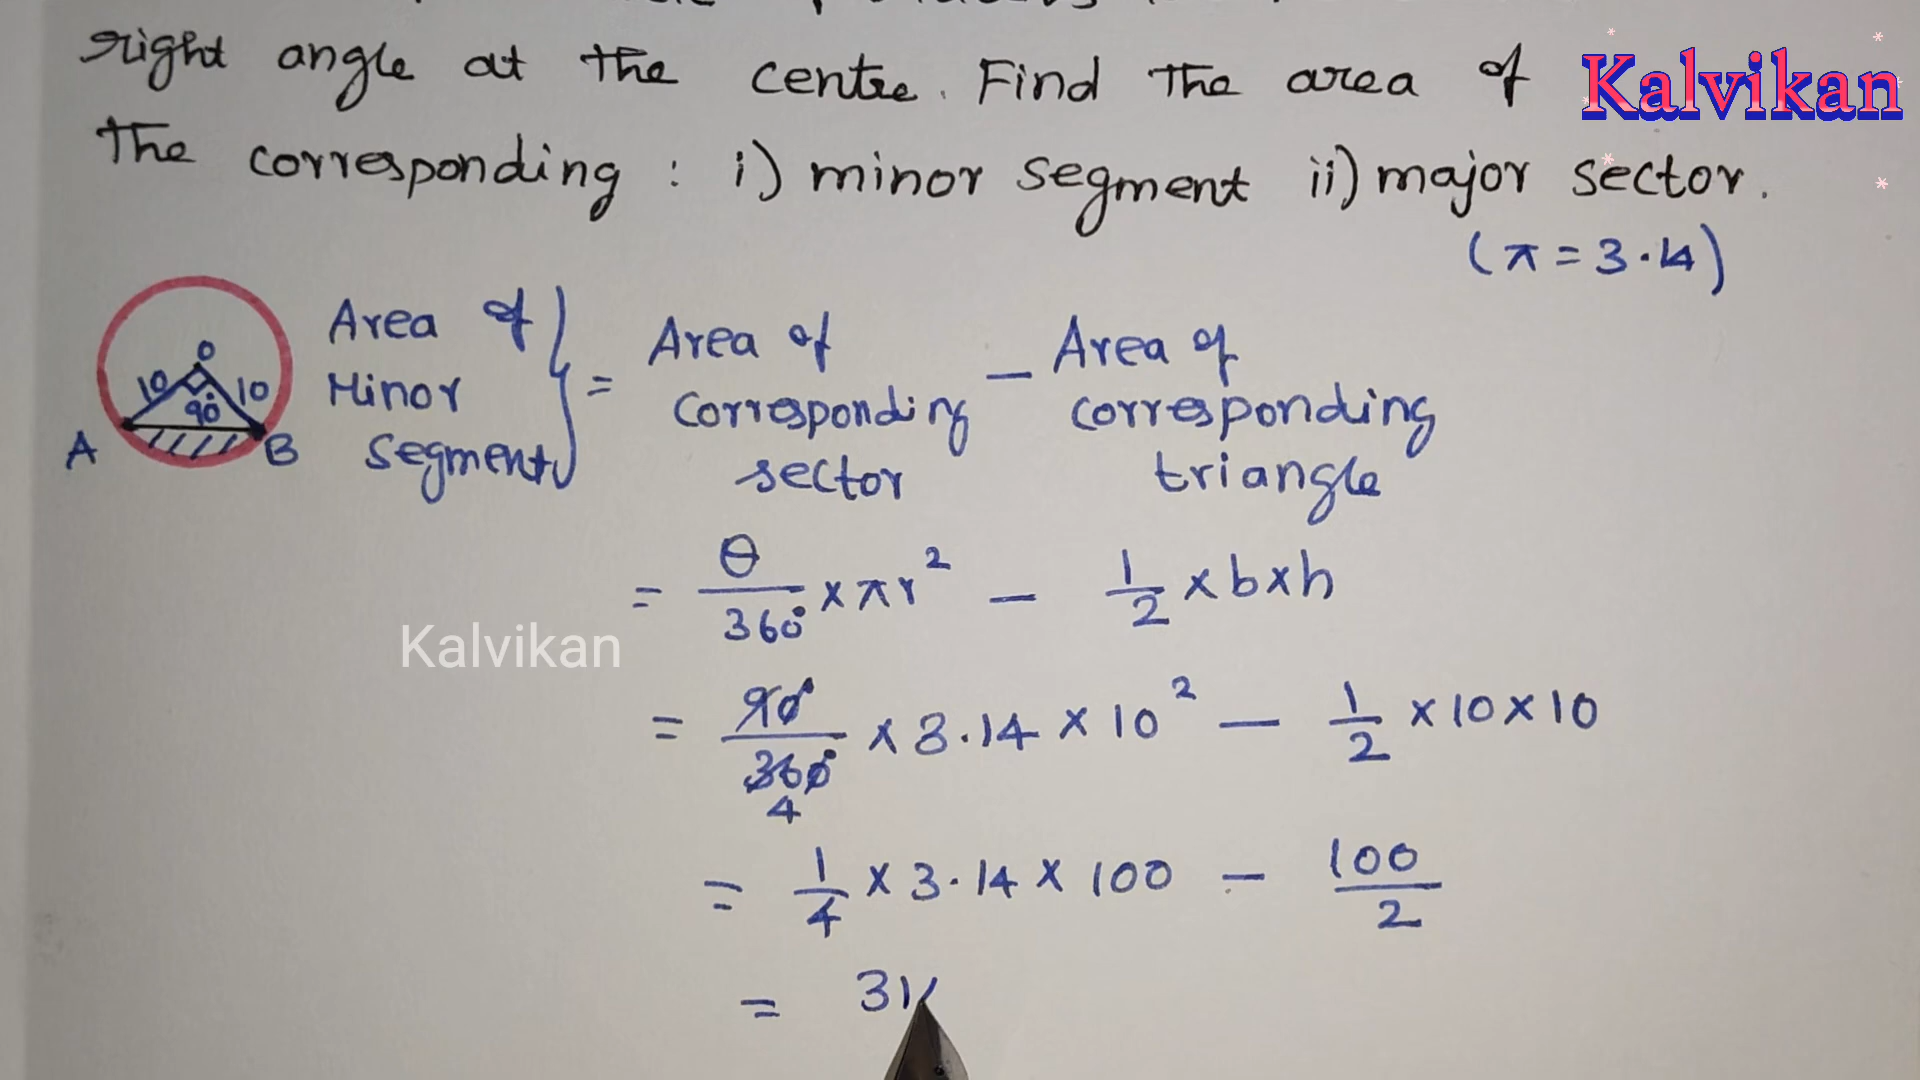 right angle at the centre. Find the area of
Kalvikan
the corresponding : i) minor segment ii) major sector.
(π = 3.14)
O
10 10
90°
A B
Area of Minor Segment } = Area of corresponding sector — Area of corresponding triangle
= θ/360° × πr² — 1/2 × b × h
Kalvikan
= 90°/360° × 3.14 × 10² — 1/2 × 10 × 10
4
= 1/4 × 3.14 × 100 — 100/2
= 31